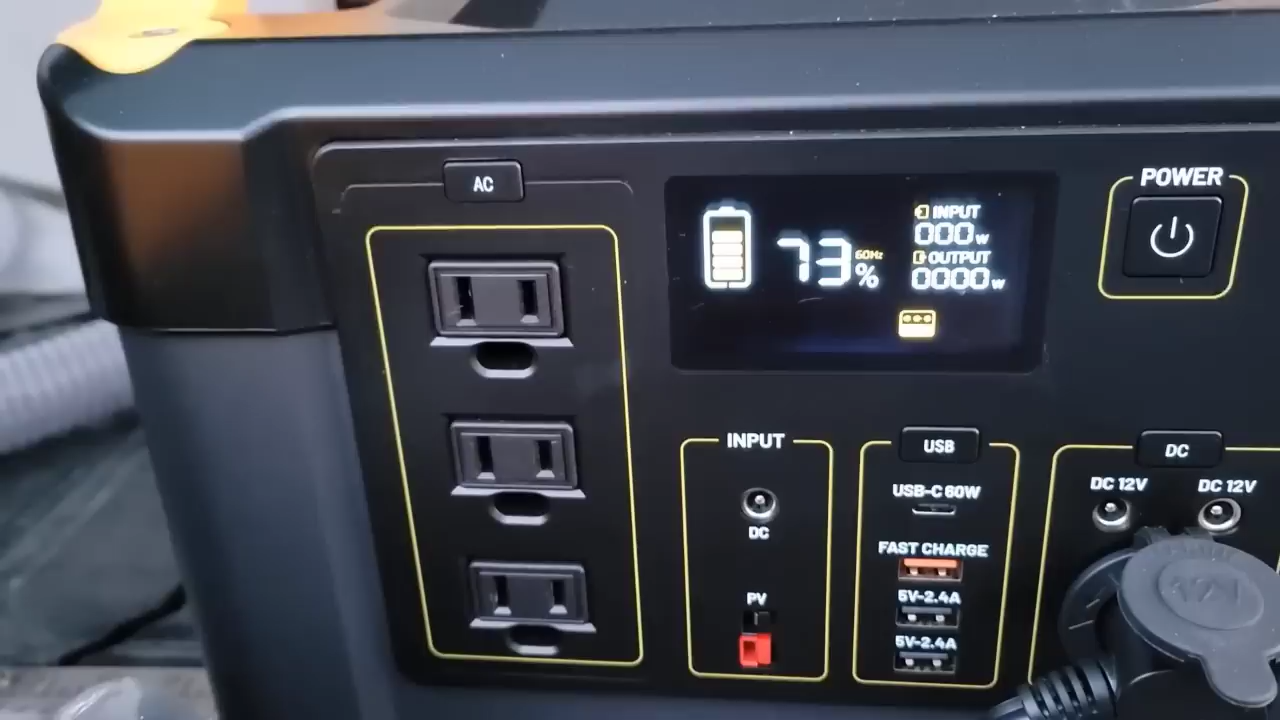 AC
73
60Hz
%
INPUT
000w
OUTPUT
0000w
POWER
INPUT
DC
PV
USB
USB-C 60W
FAST CHARGE
5V-2.4A
5V-2.4A
DC
DC 12V
DC 12V
12V